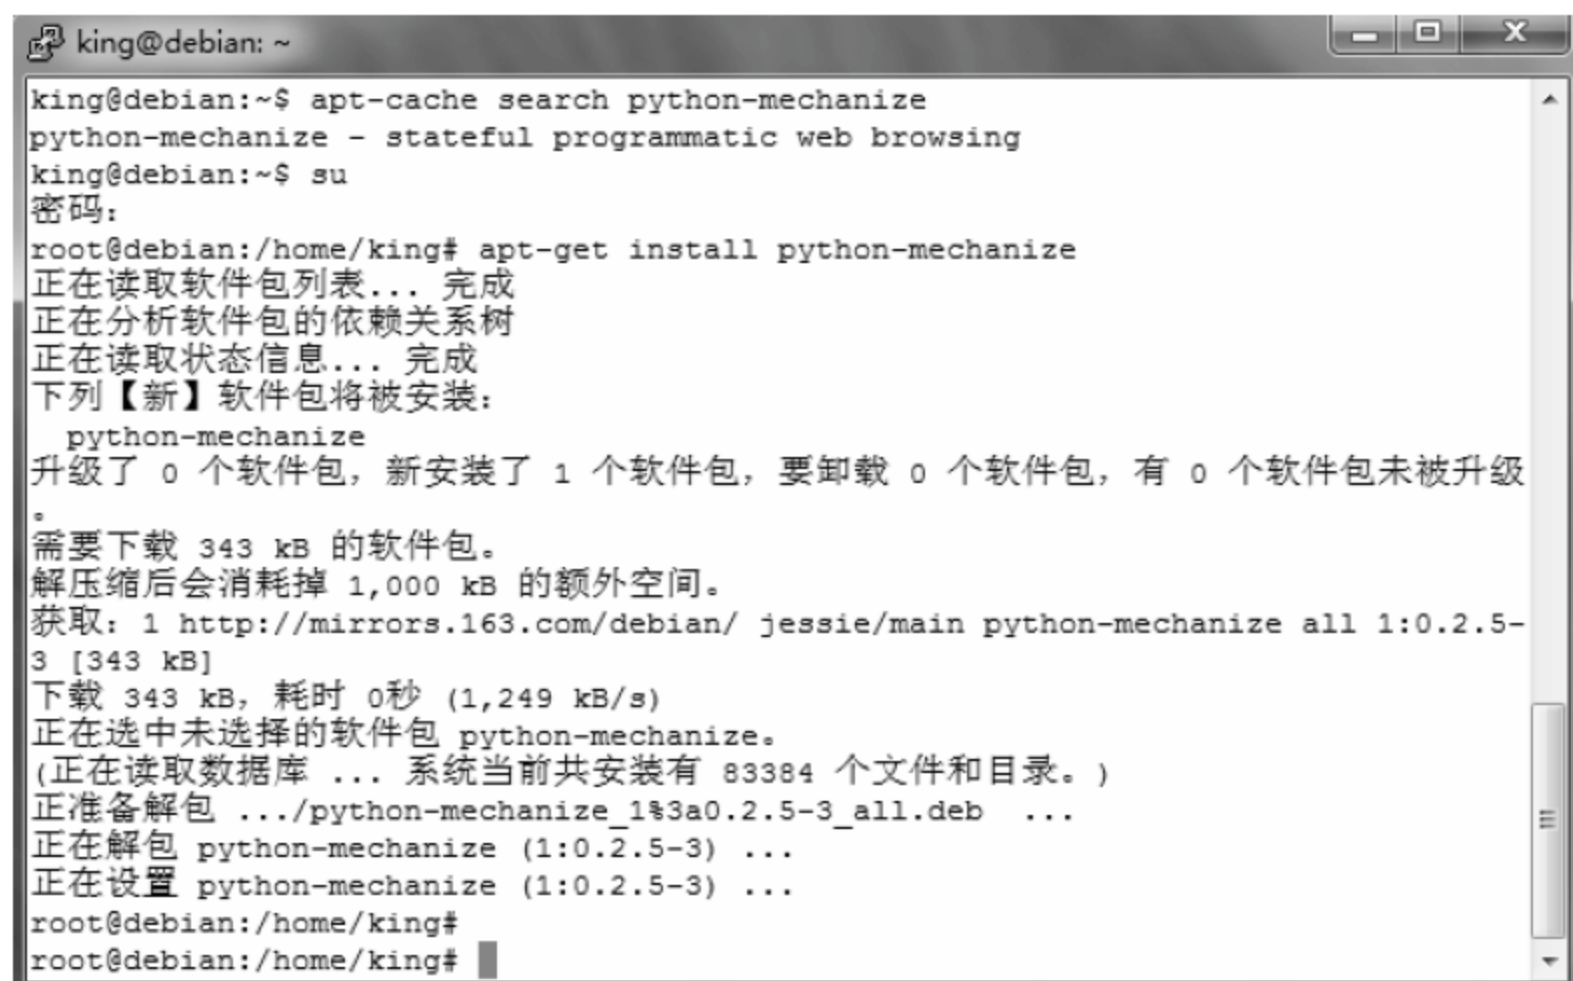 king@debian: ~
king@debian:~$ apt-cache search python-mechanize
python-mechanize - stateful programmatic web browsing
king@debian:~$ su
密码：
root@debian:/home/king# apt-get install python-mechanize
正在读取软件包列表... 完成
正在分析软件包的依赖关系树
正在读取状态信息... 完成
下列【新】软件包将被安装：
  python-mechanize
升级了 0 个软件包，新安装了 1 个软件包，要卸载 0 个软件包，有 0 个软件包未被升级
。
需要下载 343 kB 的软件包。
解压缩后会消耗掉 1,000 kB 的额外空间。
获取：1 http://mirrors.163.com/debian/ jessie/main python-mechanize all 1:0.2.5-
3 [343 kB]
下载 343 kB，耗时 0秒 (1,249 kB/s)
正在选中未选择的软件包 python-mechanize。
(正在读取数据库 ... 系统当前共安装有 83384 个文件和目录。)
正准备解包 .../python-mechanize_1%3a0.2.5-3_all.deb  ...
正在解包 python-mechanize (1:0.2.5-3) ...
正在设置 python-mechanize (1:0.2.5-3) ...
root@debian:/home/king#
root@debian:/home/king#